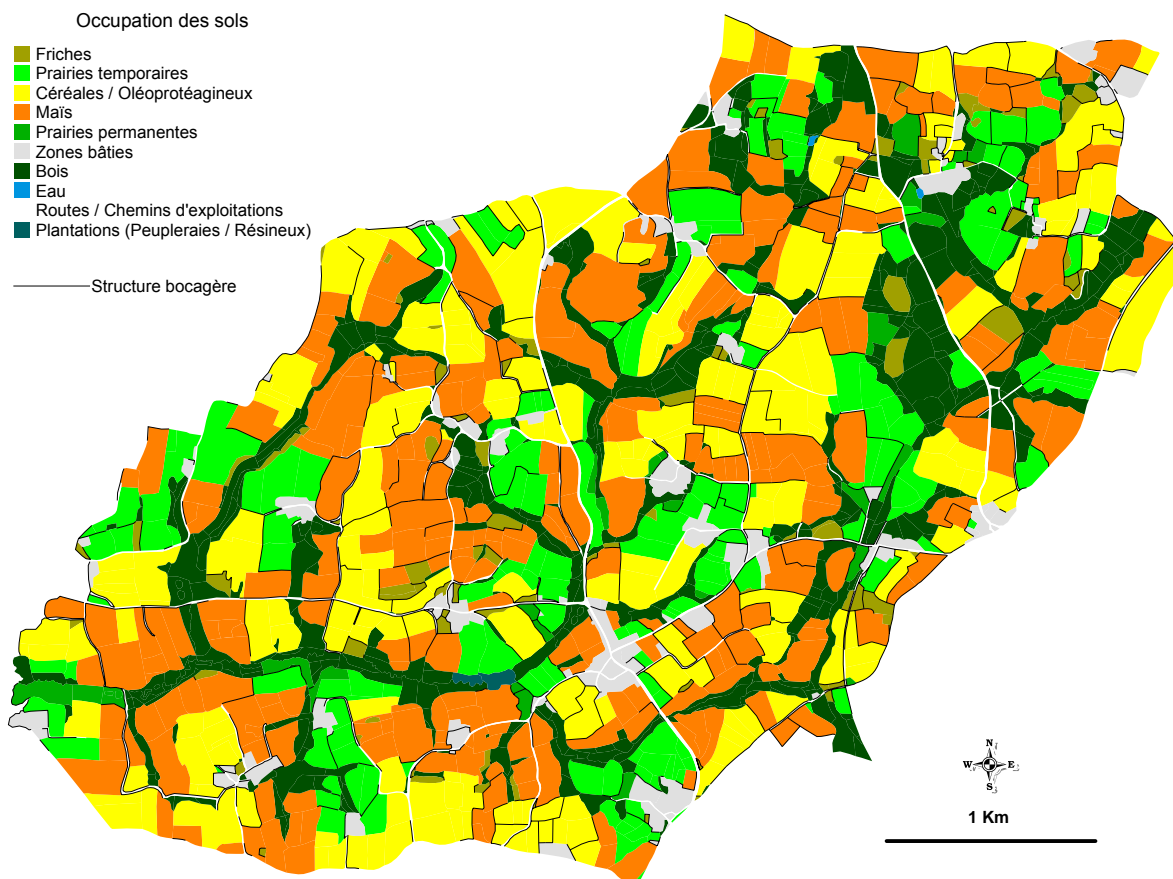 Occupation des sols
Friches
Prairies temporaires
Céréales / Oléoprotéagineux
Maïs
Prairies permanentes
Zones bâties
Bois
Eau
Routes / Chemins d'exploitations
Plantations (Peupleraies / Résineux)
Structure bocagère
N
W E
S
1 Km